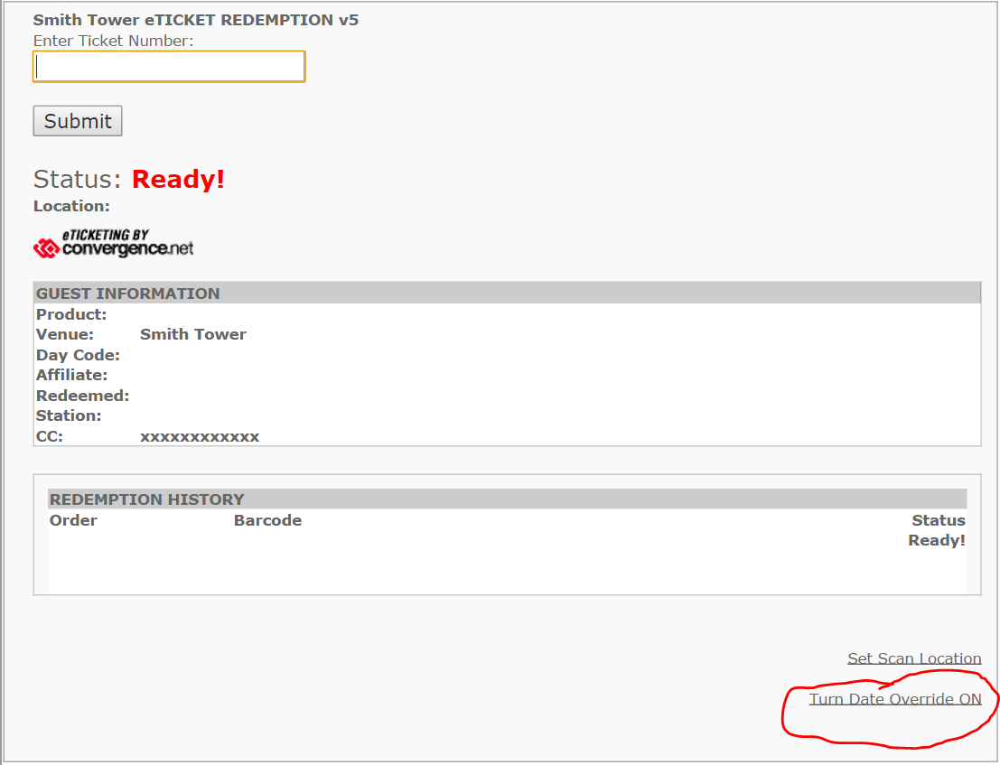 Smith Tower eTICKET REDEMPTION v5
Enter Ticket Number:
Submit
Status: Ready!
Location:
eTICKETING BY
convergence.net
GUEST INFORMATION
Product:
Venue: Smith Tower
Day Code:
Affiliate:
Redeemed:
Station:
CC: xxxxxxxxxxxx
REDEMPTION HISTORY
Order Barcode Status
Ready!
Set Scan Location
Turn Date Override ON